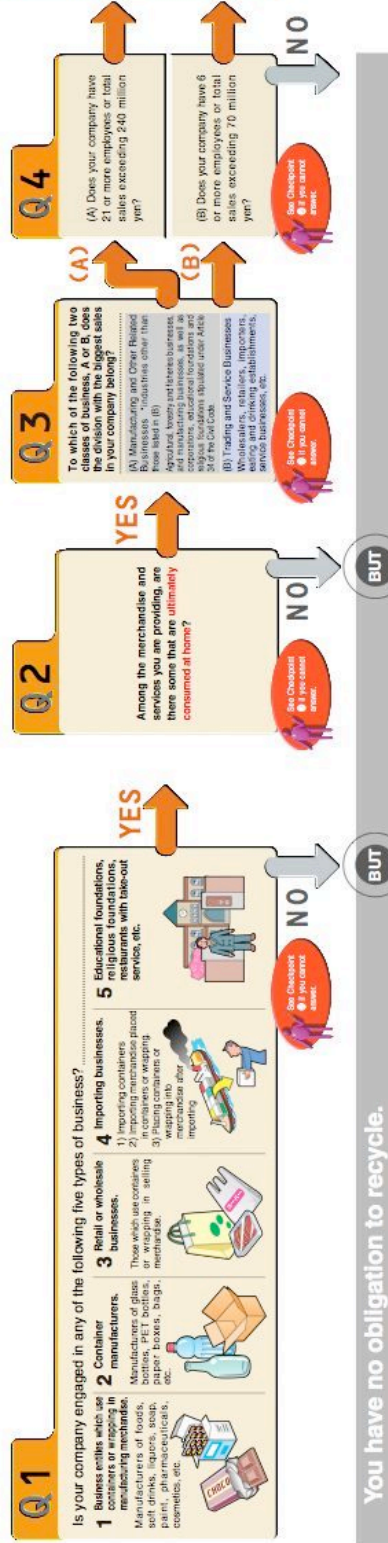 Q1
Is your company engaged in any of the following five types of business?
1 Business entities which use
containers or wrapping in
manufacturing merchandise.
Manufacturers of foods,
soft drinks, liquors, soap,
paint, pharmaceuticals,
cosmetics, etc.
CHOCO
2 Container
manufacturers.
Manufacturers of glass
bottles, PET bottles,
paper boxes, bags,
etc.
3 Retail or wholesale
businesses.
Those which use containers
or wrapping in selling
merchandise.
4 Importing businesses.
1) Importing containers
2) Importing merchandise placed
in containers or wrapping.
3) Placing containers or
wrapping into
merchandise after
importing
5 Educational foundations,
religious foundations,
restaurants with take-out
service, etc.
YES
See Checkpoint
if you cannot
answer.
NO
BUT
Q2
Among the merchandise and
services you are providing, are
there some that are ultimately
consumed at home?
YES
See Checkpoint
if you cannot
answer.
NO
BUT
Q3
To which of the following two
classes of business, A or B, does
the division with the biggest sales
in your company belong?
(A) Manufacturing and Other Related
Businesses *industries other than
those listed in (B)
Agricultural, forestry and fisheries businesses,
and manufacturing businesses, as well as
corporations, educational foundations and
religious foundations stipulated under Article
34 of the Civil Code.
(B) Trading and Service Businesses
Wholesalers, retailers, importers,
eating and drinking establishments,
service businesses, etc.
See Checkpoint
if you cannot
answer.
(A)
(B)
Q4
(A) Does your company have
21 or more employees or total
sales exceeding 240 million
yen?
(B) Does your company have 6
or more employees or total
sales exceeding 70 million
yen?
See Checkpoint
if you cannot
answer.
NO
You have no obligation to recycle.